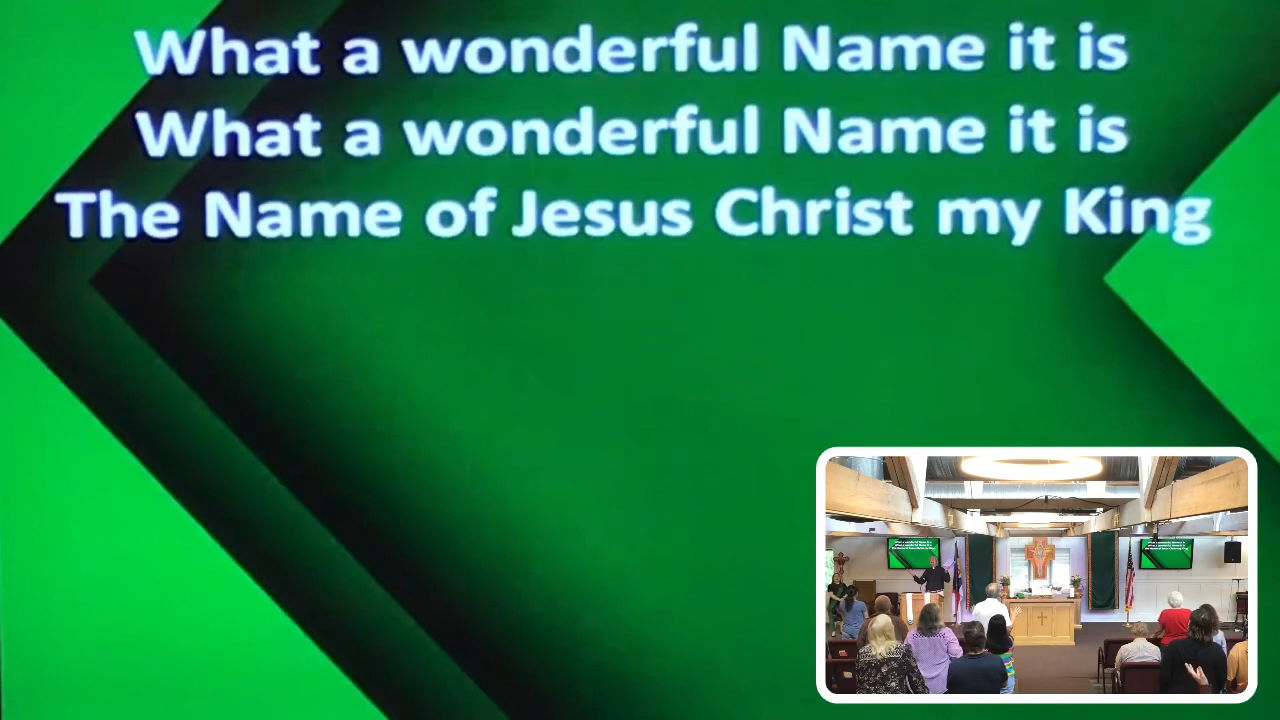 What a wonderful Name it is
What a wonderful Name it is
The Name of Jesus Christ my King